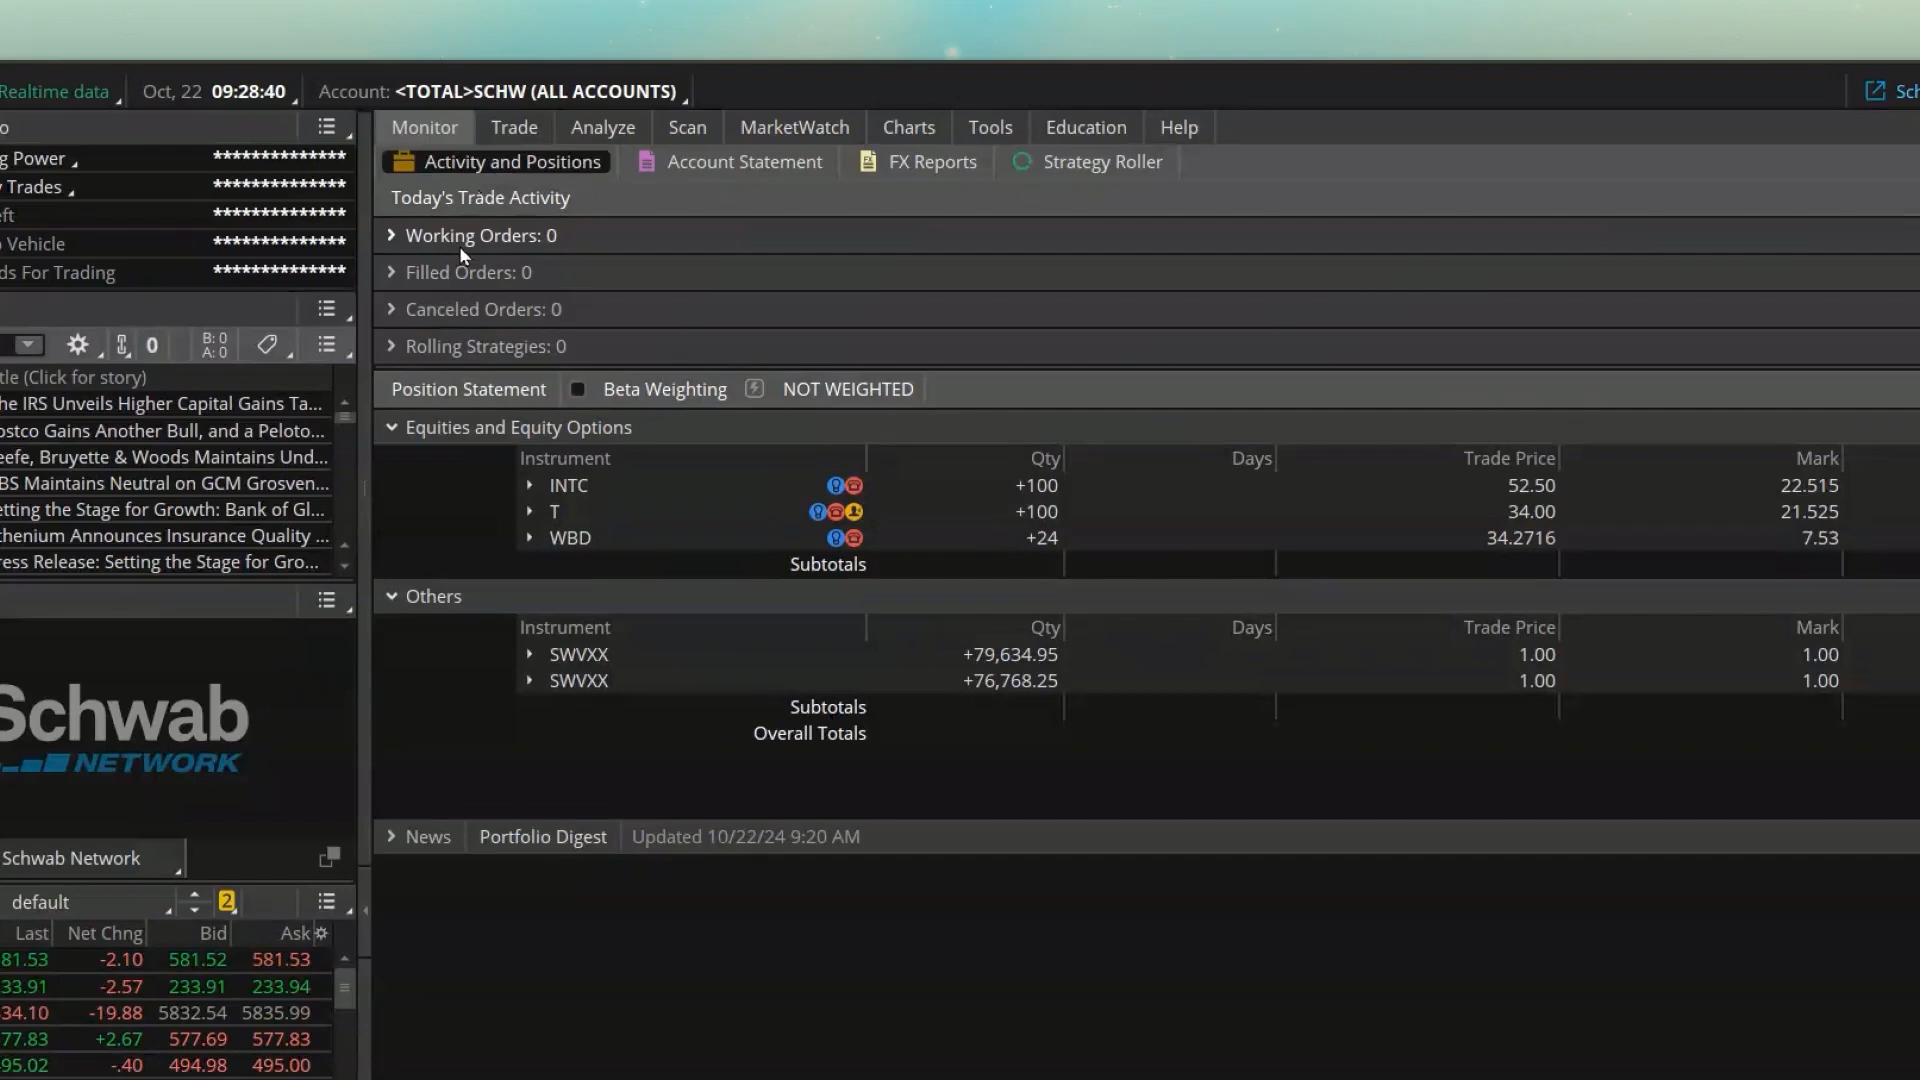 Realtime data Oct, 22 09:28:40 Account: <TOTAL>SCHW (ALL ACCOUNTS) Sch
o
g Power **************
y Trades **************
eft **************
o Vehicle **************
ds For Trading **************
0 B: 0
A: 0
tle (Click for story)
he IRS Unveils Higher Capital Gains Ta...
ostco Gains Another Bull, and a Peloto...
eefe, Bruyette & Woods Maintains Und...
BS Maintains Neutral on GCM Grosven...
etting the Stage for Growth: Bank of Gl...
thenium Announces Insurance Quality ...
ress Release: Setting the Stage for Gro...
Schwab
NETWORK
Schwab Network
default 2
Last Net Chng Bid Ask
81.53 -2.10 581.52 581.53
33.91 -2.57 233.91 233.94
34.10 -19.88 5832.54 5835.99
77.83 +2.67 577.69 577.83
95.02 -.40 494.98 495.00
Monitor Trade Analyze Scan MarketWatch Charts Tools Education Help
Activity and Positions Account Statement FX FX Reports Strategy Roller
Today's Trade Activity
Working Orders: 0
Filled Orders: 0
Canceled Orders: 0
Rolling Strategies: 0
Position Statement Beta Weighting NOT WEIGHTED
Equities and Equity Options
Instrument Qty Days Trade Price Mark
INTC +100 52.50 22.515
T +100 34.00 21.525
WBD +24 34.2716 7.53
Subtotals
Others
Instrument Qty Days Trade Price Mark
SWVXX +79,634.95 1.00 1.00
SWVXX +76,768.25 1.00 1.00
Subtotals
Overall Totals
News Portfolio Digest Updated 10/22/24 9:20 AM